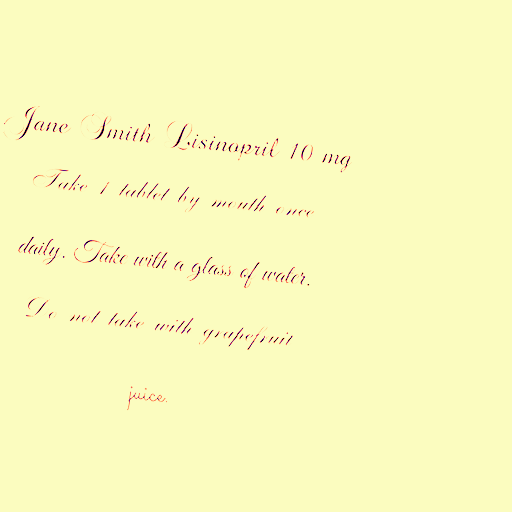 Jane Smith Lisinopril 10 mg
Take 1 tablet by mouth once
daily. Take with a glass of water.
Do not take with grapefruit
juice.